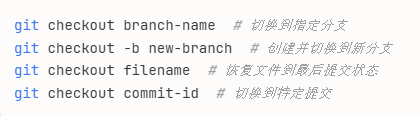 git checkout branch-name  # 切换到指定分支
git checkout -b new-branch  # 创建并切换到新分支
git checkout filename  # 恢复文件到最后提交状态
git checkout commit-id  # 切换到特定提交